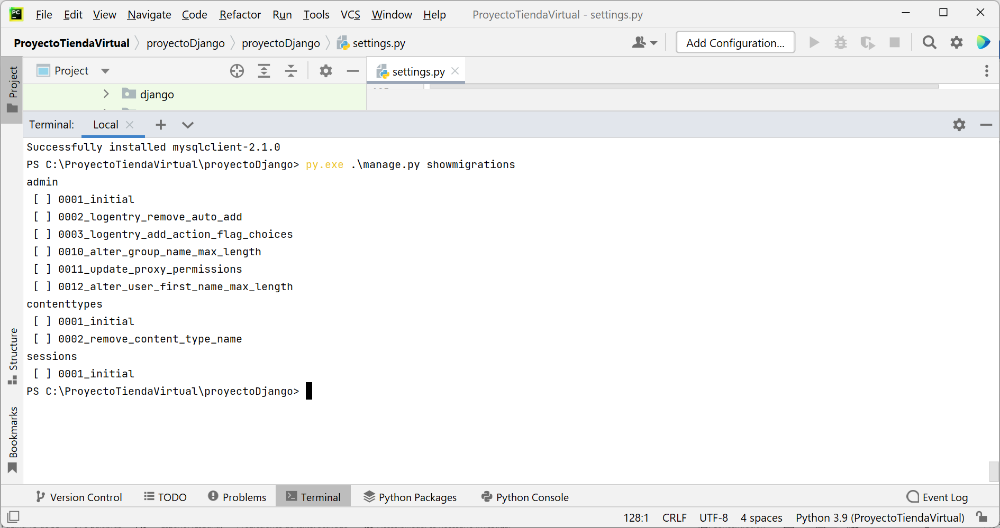 PC File Edit View Navigate Code Refactor Run Tools VCS Window Help ProyectoTiendaVirtual - settings.py
ProyectoTiendaVirtual proyectoDjango proyectoDjango settings.py Add Configuration...
Project settings.py
Project
django
Terminal: Local
Successfully installed mysqlclient-2.1.0
PS C:\ProyectoTiendaVirtual\proyectoDjango> py.exe .\manage.py showmigrations
admin
[ ] 0001_initial
[ ] 0002_logentry_remove_auto_add
[ ] 0003_logentry_add_action_flag_choices
[ ] 0010_alter_group_name_max_length
[ ] 0011_update_proxy_permissions
[ ] 0012_alter_user_first_name_max_length
contenttypes
[ ] 0001_initial
[ ] 0002_remove_content_type_name
sessions
[ ] 0001_initial
PS C:\ProyectoTiendaVirtual\proyectoDjango>
Structure
Bookmarks
Version Control TODO Problems Terminal Python Packages Python Console Event Log
128:1 CRLF UTF-8 4 spaces Python 3.9 (ProyectoTiendaVirtual)